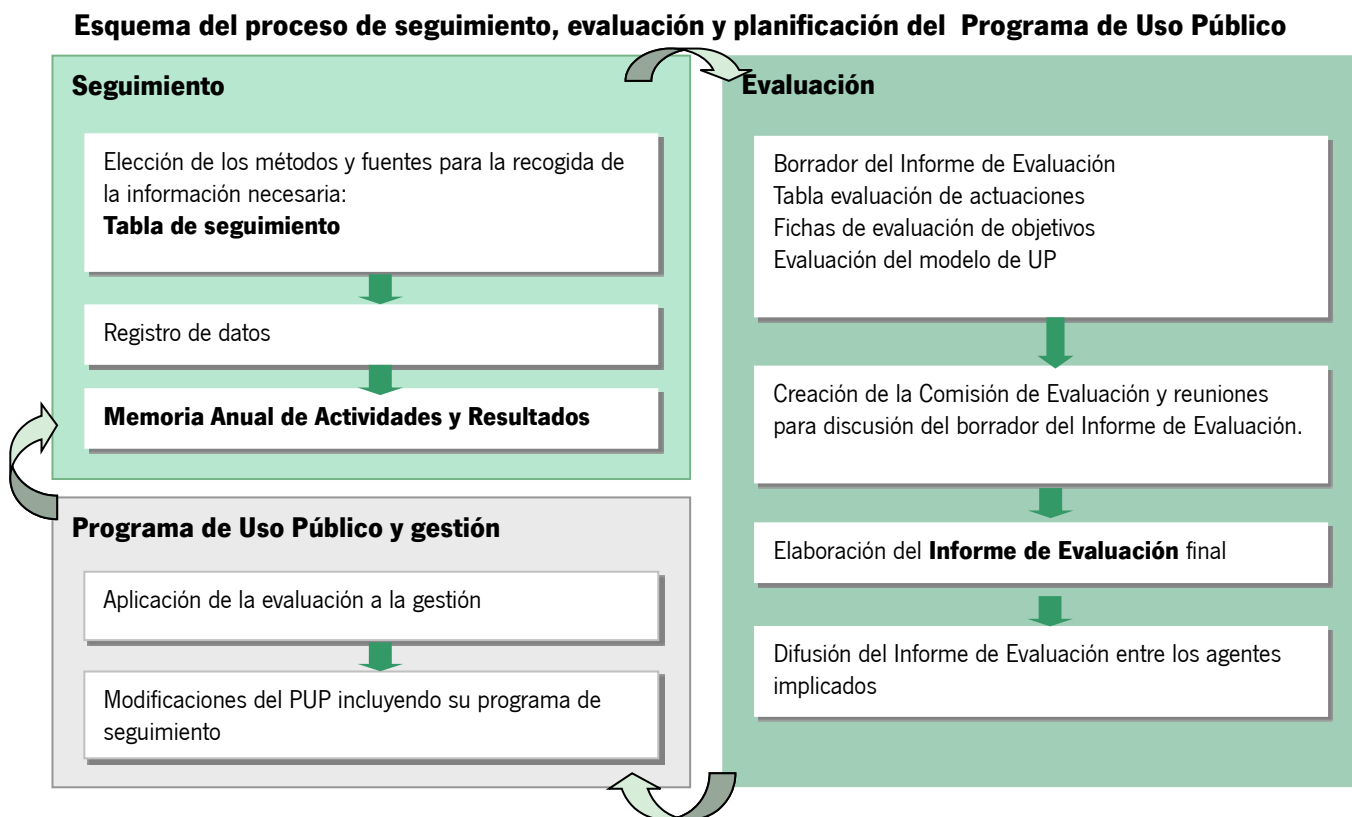 Esquema del proceso de seguimiento, evaluación y planificación del Programa de Uso Público
Seguimiento
Elección de los métodos y fuentes para la recogida de
la información necesaria:
Tabla de seguimiento
Registro de datos
Memoria Anual de Actividades y Resultados
Programa de Uso Público y gestión
Aplicación de la evaluación a la gestión
Modificaciones del PUP incluyendo su programa de
seguimiento
Evaluación
Borrador del Informe de Evaluación
Tabla evaluación de actuaciones
Fichas de evaluación de objetivos
Evaluación del modelo de UP
Creación de la Comisión de Evaluación y reuniones
para discusión del borrador del Informe de Evaluación.
Elaboración del Informe de Evaluación final
Difusión del Informe de Evaluación entre los agentes
implicados